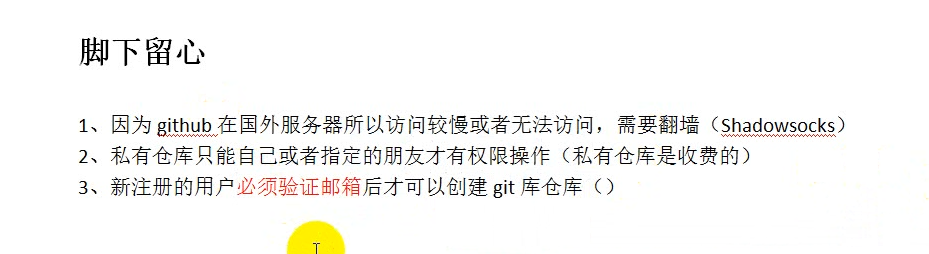 脚下留心
1、因为 github 在国外服务器所以访问较慢或者无法访问，需要翻墙（Shadowsocks）
2、私有仓库只能自己或者指定的朋友才有权限操作（私有仓库是收费的）
3、新注册的用户必须验证邮箱后才可以创建 git 库仓库（）